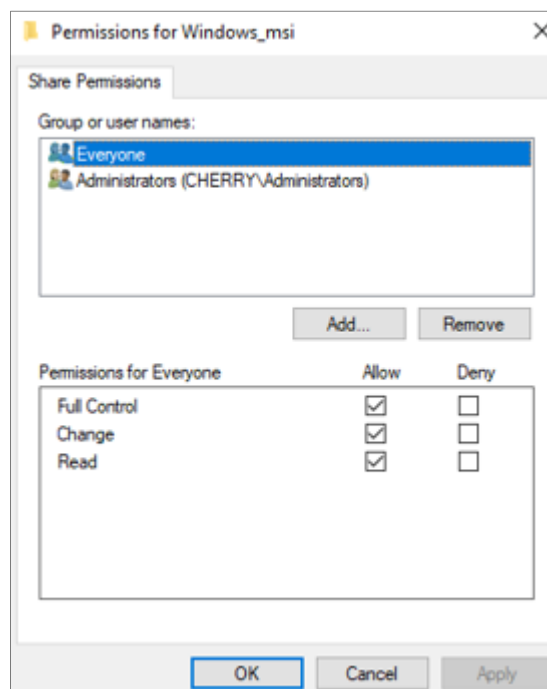 Permissions for Windows_msi
Share Permissions
Group or user names:
Everyone
Administrators (CHERRY\Administrators)
Add... Remove
Permissions for Everyone Allow Deny
Full Control
Change
Read
OK Cancel Apply